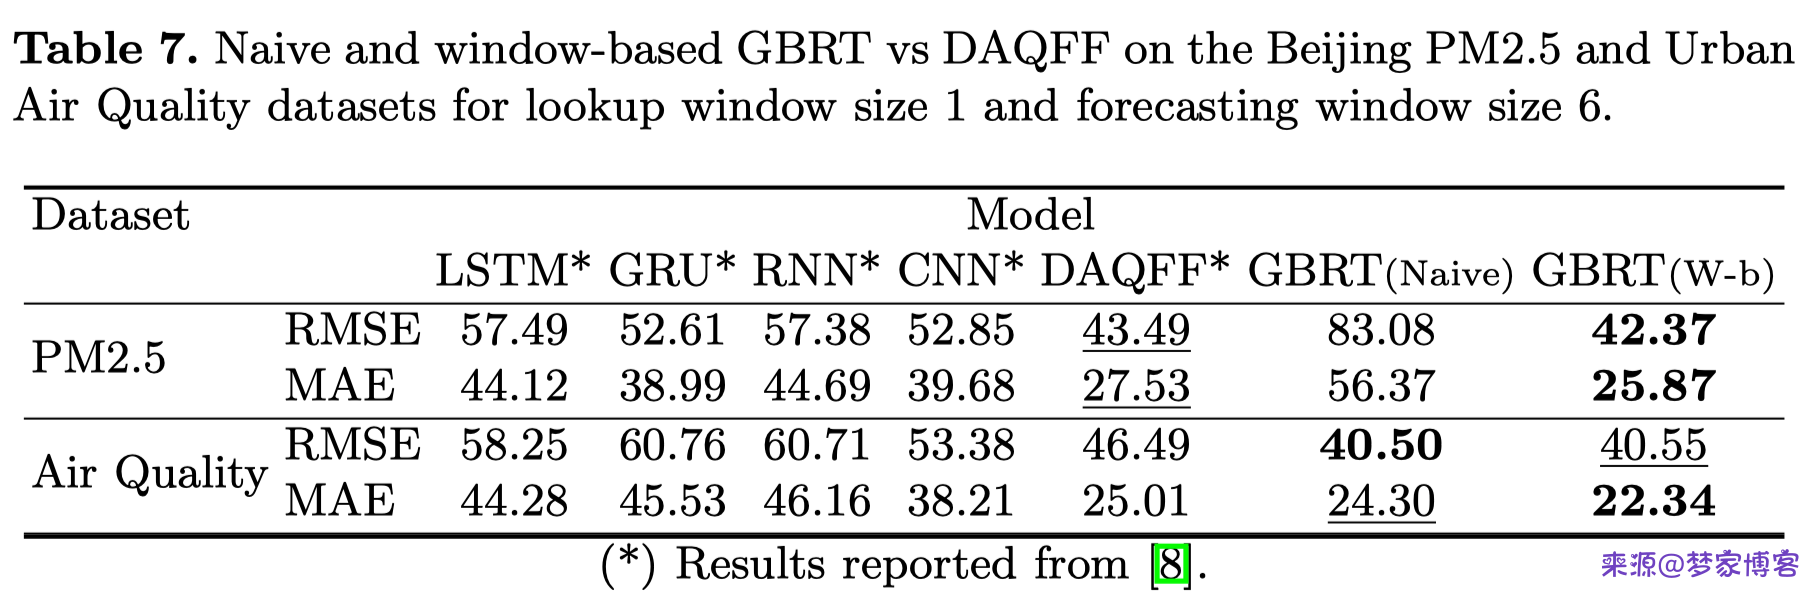 Table 7. Naive and window-based GBRT vs DAQFF on the Beijing PM2.5 and Urban
Air Quality datasets for lookup window size 1 and forecasting window size 6.
Dataset Model
LSTM* GRU* RNN* CNN* DAQFF* GBRT(Naive) GBRT(W-b)
PM2.5
RMSE 57.49 52.61 57.38 52.85 43.49 83.08 42.37
MAE 44.12 38.99 44.69 39.68 27.53 56.37 25.87
Air Quality
RMSE 58.25 60.76 60.71 53.38 46.49 40.50 40.55
MAE 44.28 45.53 46.16 38.21 25.01 24.30 22.34
(*) Results reported from [8].
来源@梦家博客